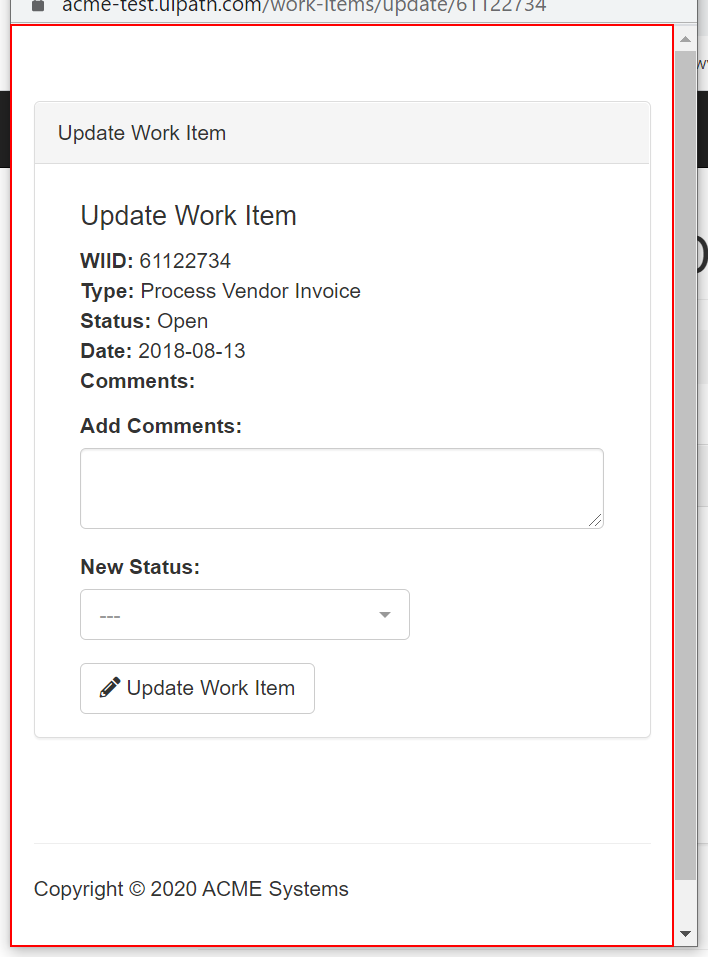 acme-test.uipath.com/work-items/update/61122734
Update Work Item
Update Work Item
WIID: 61122734
Type: Process Vendor Invoice
Status: Open
Date: 2018-08-13
Comments:
Add Comments:
New Status:
---
Update Work Item
Copyright © 2020 ACME Systems